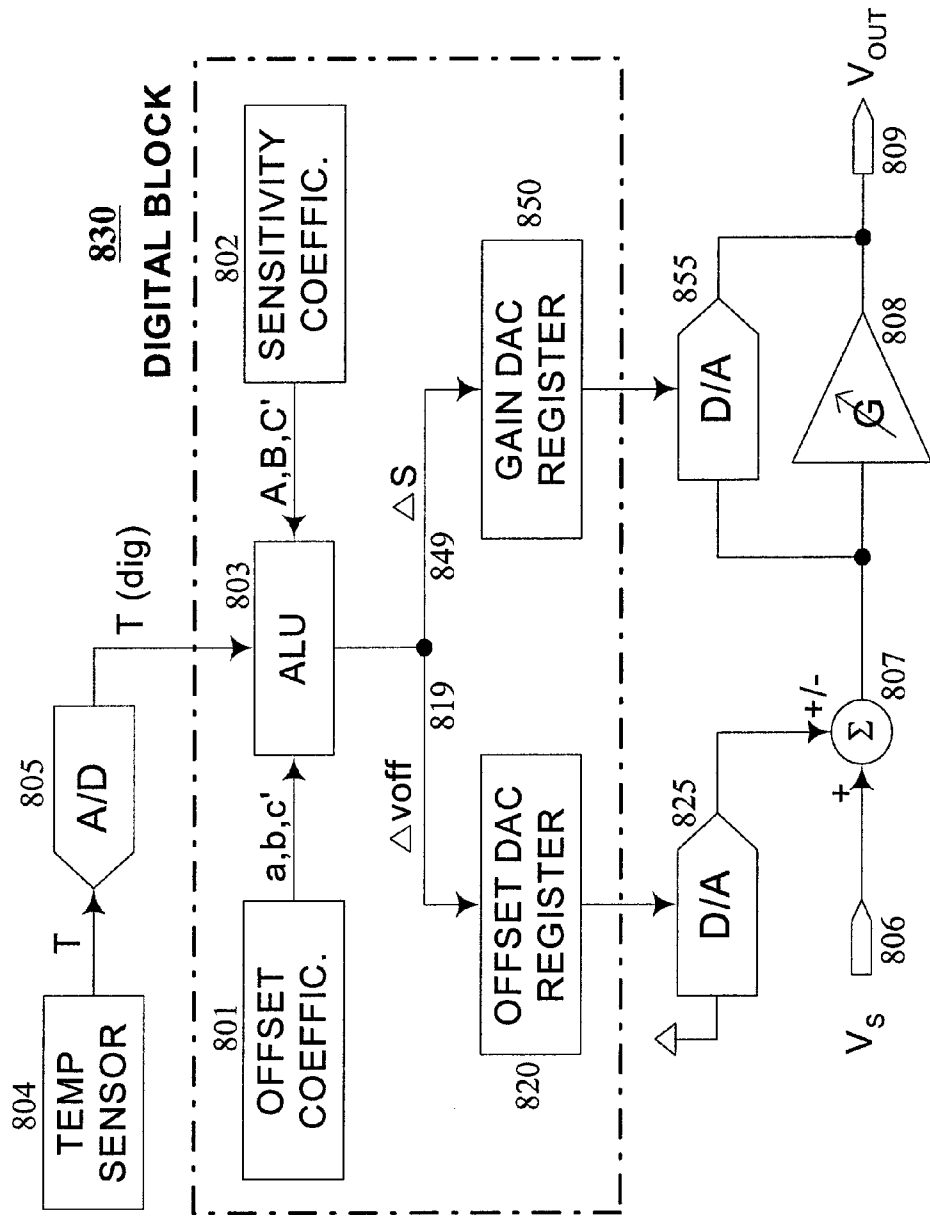 830
DIGITAL BLOCK
804
TEMP
SENSOR
T
805
A/D
T (dig)
801
OFFSET
COEFFIC.
a,b,c'
803
ALU
A,B,C'
802
SENSITIVITY
COEFFIC.
△voff
819
849
△S
820
OFFSET DAC
REGISTER
850
GAIN DAC
REGISTER
825
D/A
855
D/A
VS
806
+
+/-
Σ
807
G
808
809
VOUT